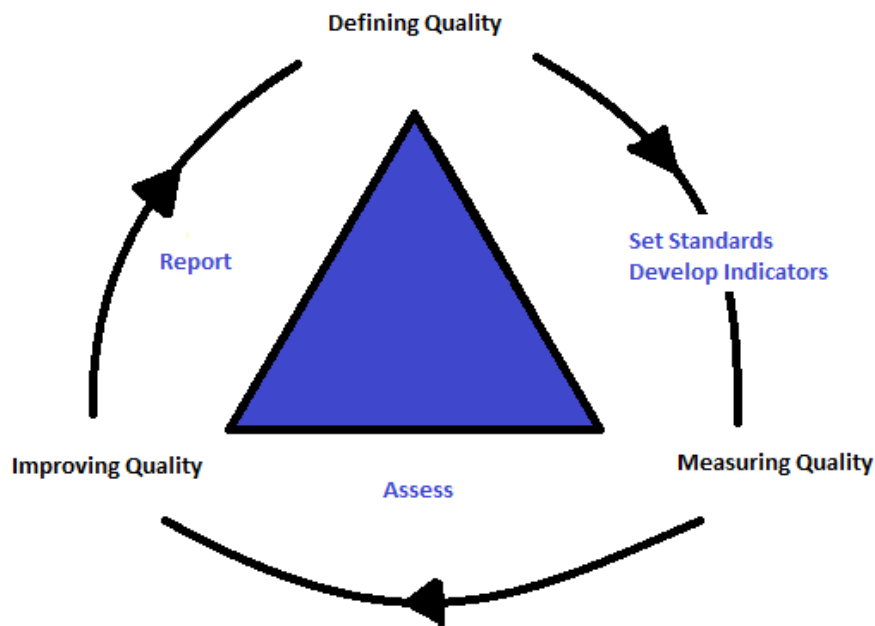 Defining Quality
Set Standards
Develop Indicators
Report
Improving Quality
Measuring Quality
Assess